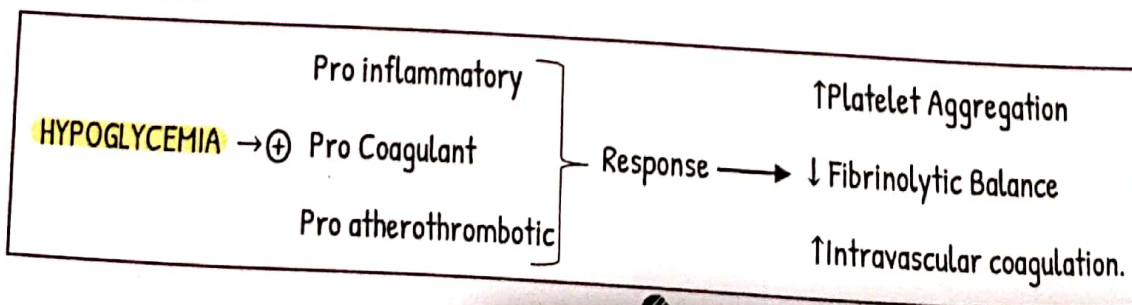 Pro inflammatory
HYPOGLYCEMIA →⊕ Pro Coagulant
Pro atherothrombotic
Response →
↑Platelet Aggregation
↓ Fibrinolytic Balance
↑Intravascular coagulation.